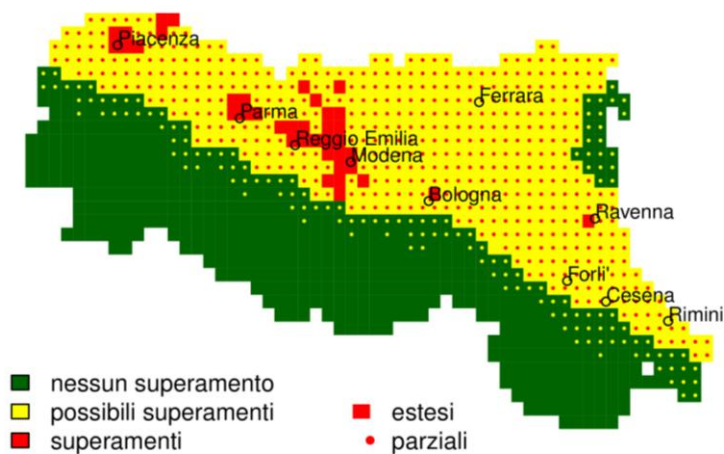 Piacenza
Ferrara
Parma
Reggio Emilia
Modena
Bologna
Ravenna
Forli'
Cesena
Rimini
nessun superamento
possibili superamenti
superamenti
estesi
parziali